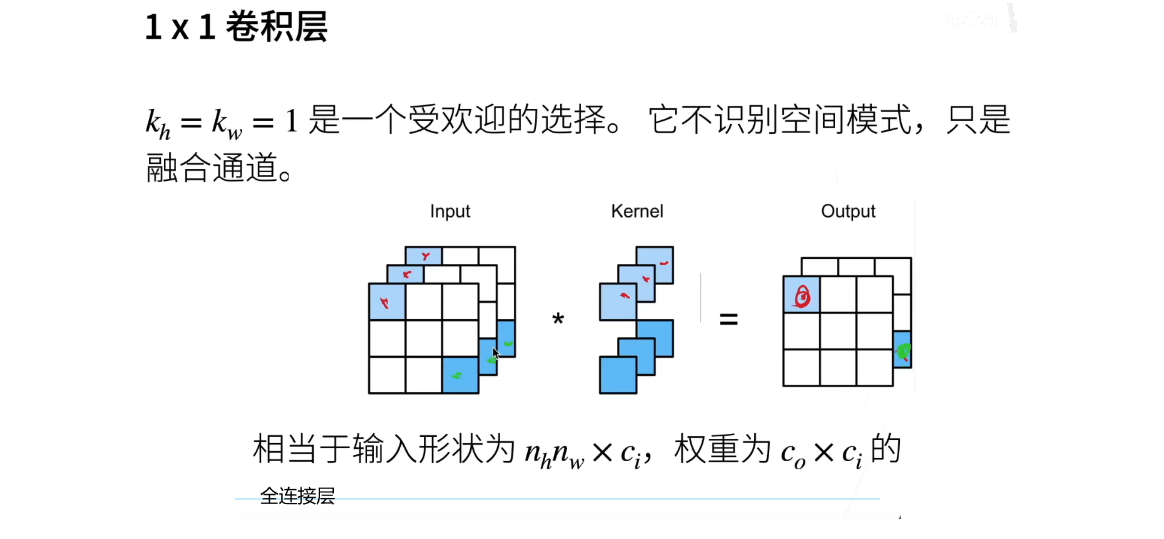 1 x 1 卷积层
k_h = k_w = 1 是一个受欢迎的选择。 它不识别空间模式，只是
融合通道。
Input Kernel Output
* =
相当于输入形状为 n_h n_w × c_i，权重为 c_o × c_i 的
全连接层